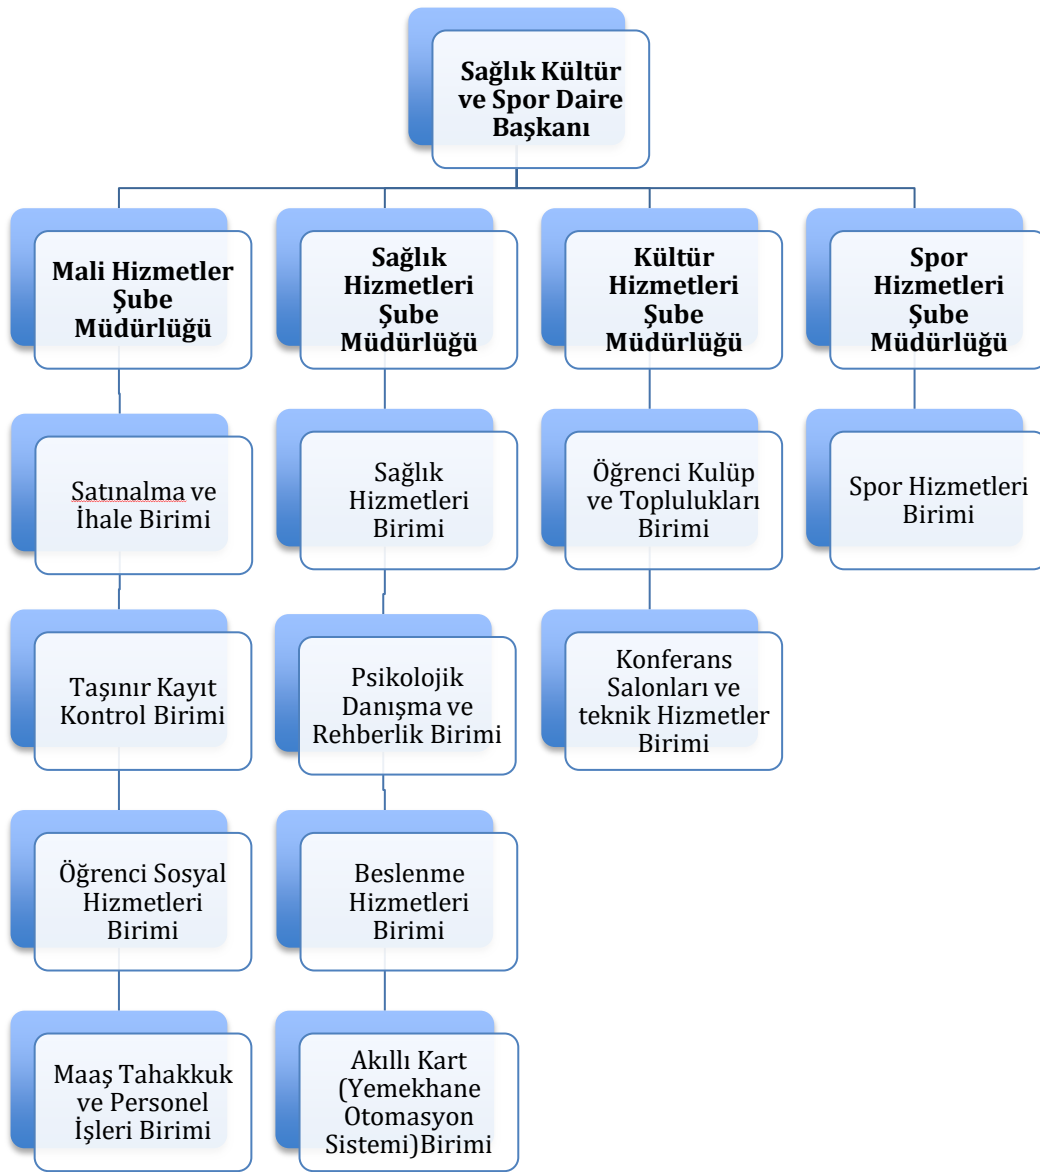 Sağlık Kültür
ve Spor Daire
Başkanı
Mali Hizmetler
Şube
Müdürlüğü
Sağlık
Hizmetleri
Şube
Müdürlüğü
Kültür
Hizmetleri
Şube
Müdürlüğü
Spor
Hizmetleri
Şube
Müdürlüğü
Satınalma ve
İhale Birimi
Sağlık
Hizmetleri
Birimi
Öğrenci Kulüp
ve Toplulukları
Birimi
Spor Hizmetleri
Birimi
Taşınır Kayıt
Kontrol Birimi
Psikolojik
Danışma ve
Rehberlik Birimi
Konferans
Salonları ve
teknik Hizmetler
Birimi
Öğrenci Sosyal
Hizmetleri
Birimi
Beslenme
Hizmetleri
Birimi
Maaş Tahakkuk
ve Personel
İşleri Birimi
Akıllı Kart
(Yemekhane
Otomasyon
Sistemi)Birimi